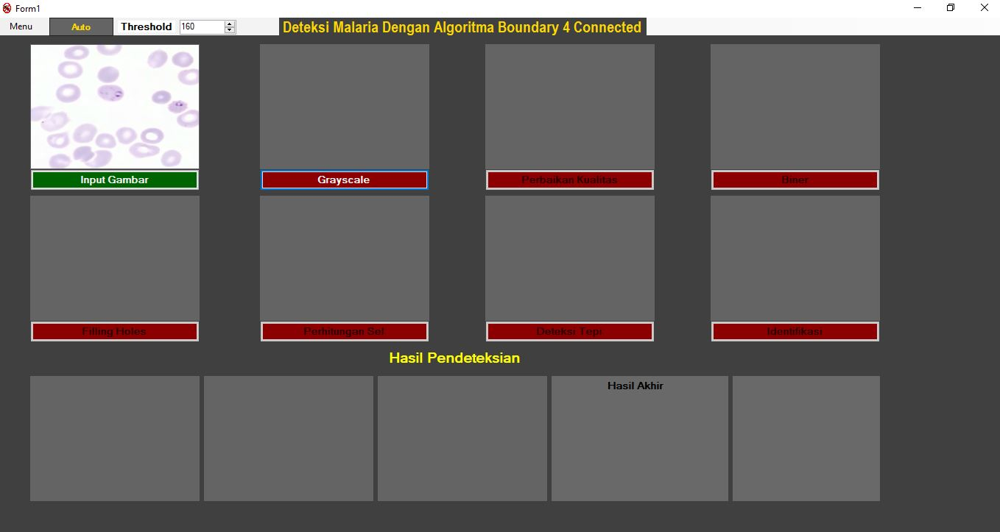 Form1
Menu
Auto
Threshold
160
Deteksi Malaria Dengan Algoritma Boundary 4 Connected
Input Gambar
Grayscale
Perbaikan Kualitas
Biner
Filling Holes
Perhitungan Sel
Deteksi Tepi
Identifikasi
Hasil Pendeteksian
Hasil Akhir